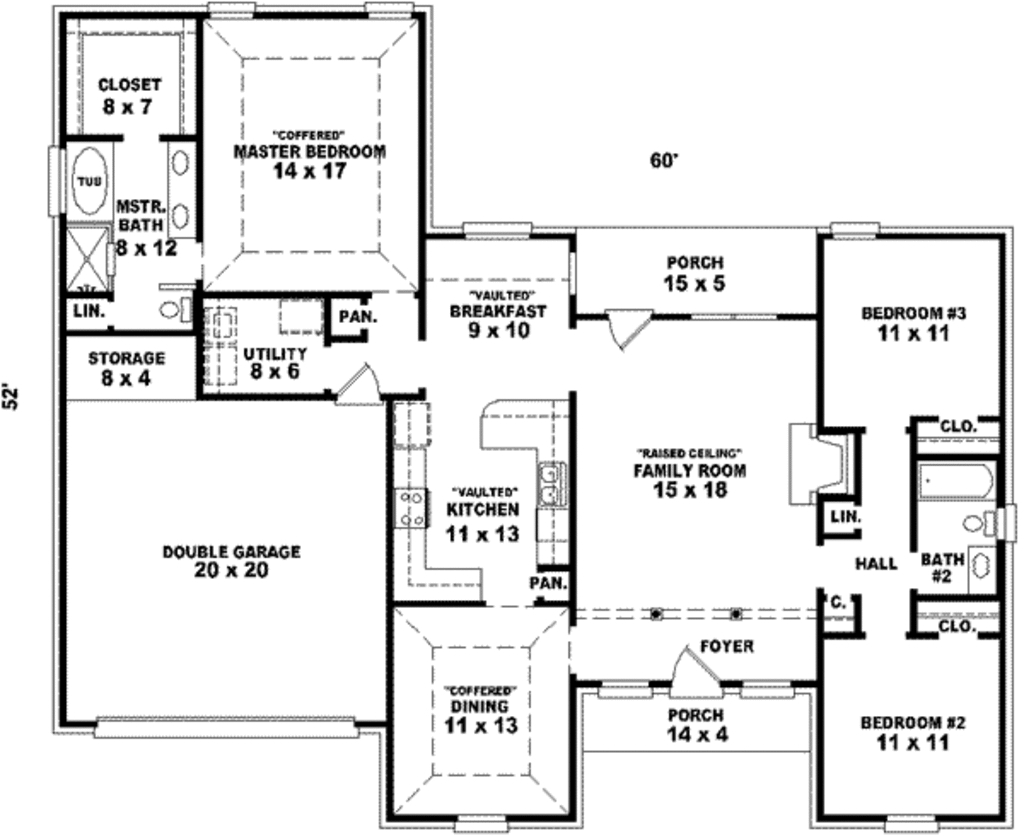 CLOSET
8 x 7
"COFFERED"
MASTER BEDROOM
14 x 17
60'
TUB
MSTR.
BATH
8 x 12
LIN.
PORCH
15 x 5
"VAULTED"
BREAKFAST
9 x 10
PAN.
BEDROOM #3
11 x 11
STORAGE
8 x 4
UTILITY
8 x 6
52'
CLO.
"RAISED CEILING"
FAMILY ROOM
15 x 18
"VAULTED"
KITCHEN
11 x 13
LIN.
DOUBLE GARAGE
20 x 20
HALL
BATH
#2
PAN.
C.
CLO.
FOYER
"COFFERED"
DINING
11 x 13
PORCH
14 x 4
BEDROOM #2
11 x 11